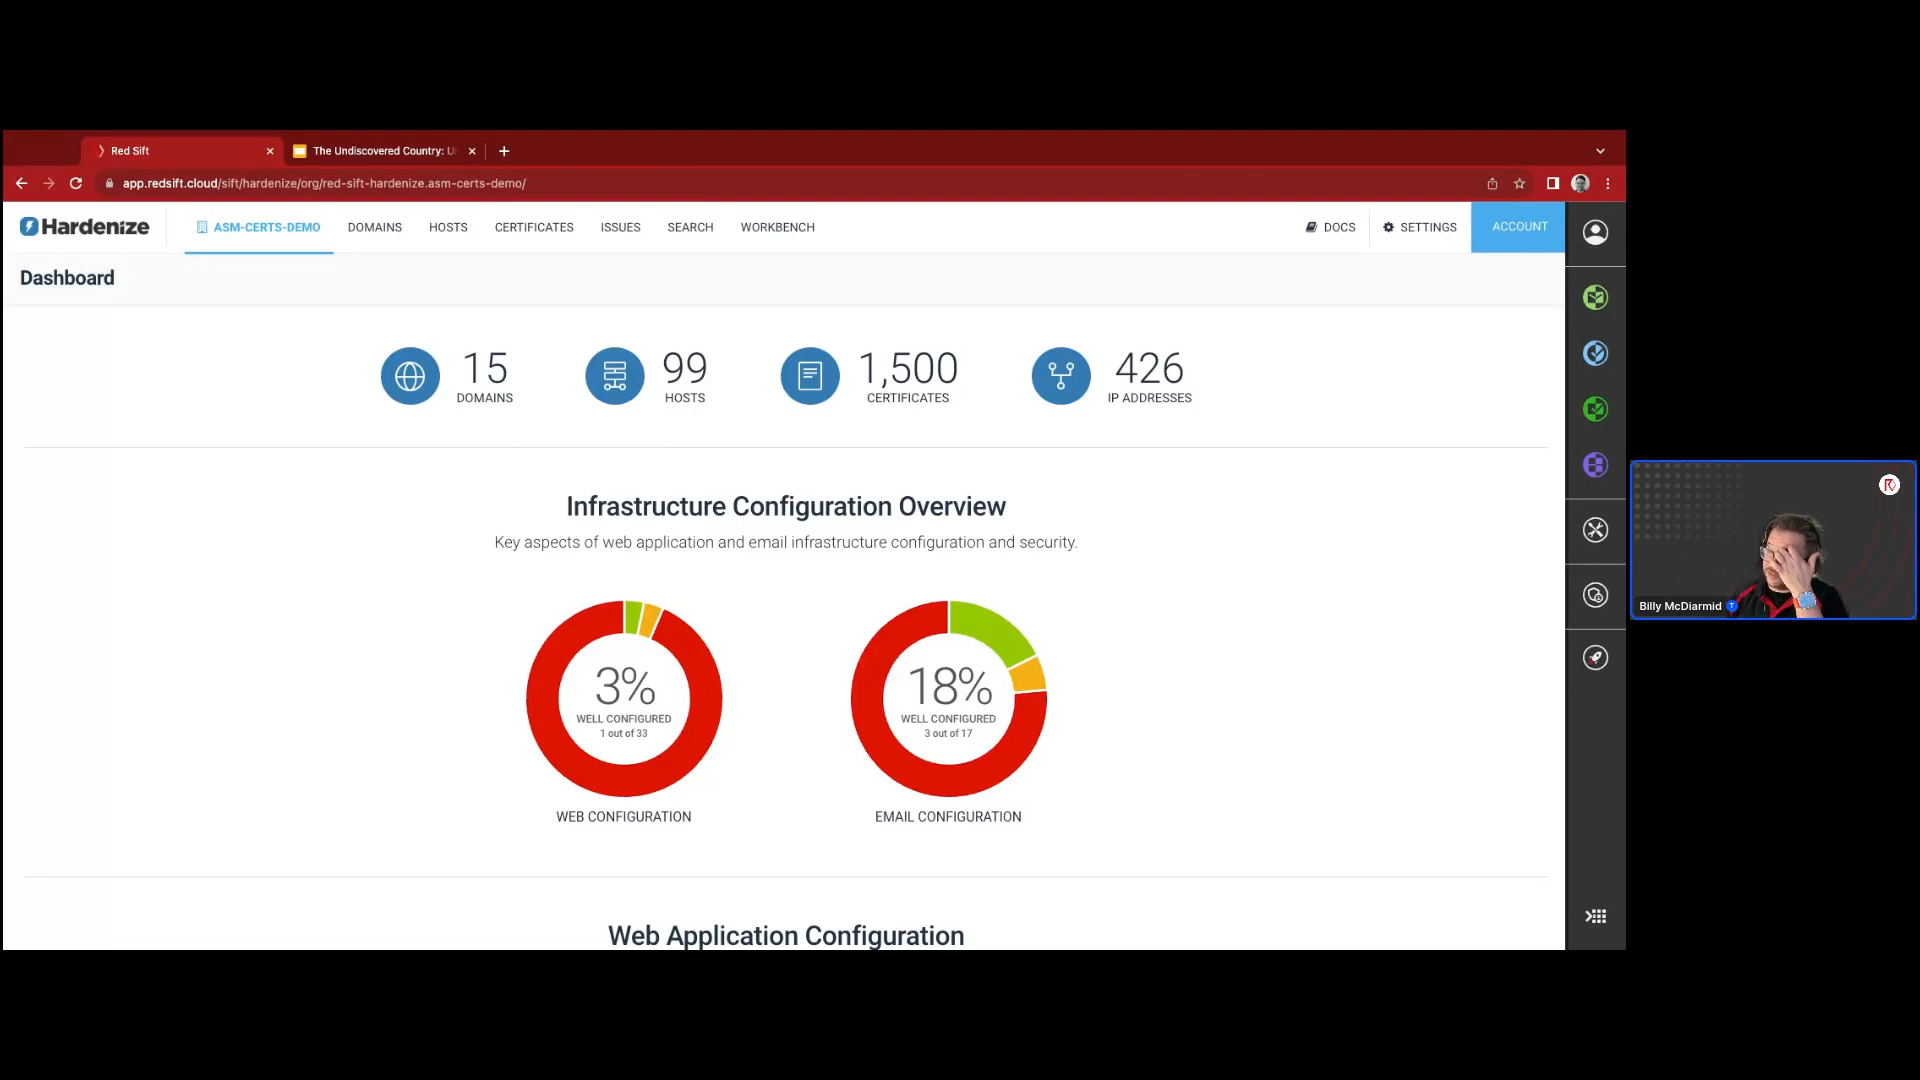 Red Sift
The Undiscovered Country: U
app.redsift.cloud/sift/hardenize/org/red-sift-hardenize.asm-certs-demo/
Hardenize
ASM-CERTS-DEMO
DOMAINS
HOSTS
CERTIFICATES
ISSUES
SEARCH
WORKBENCH
DOCS
SETTINGS
ACCOUNT
Dashboard
15
DOMAINS
99
HOSTS
1,500
CERTIFICATES
426
IP ADDRESSES
Infrastructure Configuration Overview
Key aspects of web application and email infrastructure configuration and security.
3%
WELL CONFIGURED
1 out of 33
WEB CONFIGURATION
18%
WELL CONFIGURED
3 out of 17
EMAIL CONFIGURATION
Web Application Configuration
Billy McDiarmid
T